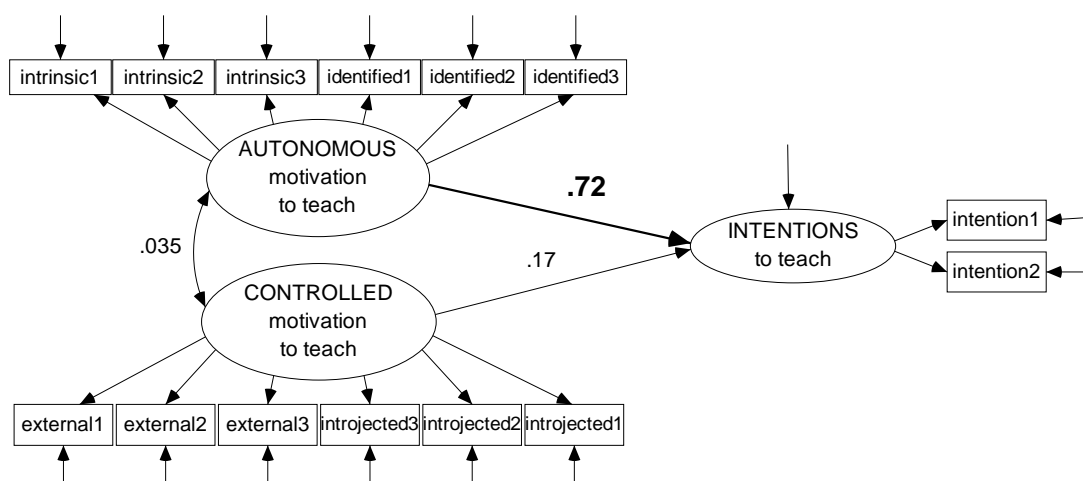 intrinsic1 intrinsic2 intrinsic3 identified1 identified2 identified3
AUTONOMOUS
motivation
to teach
.72
.035
.17
INTENTIONS
to teach
intention1
intention2
CONTROLLED
motivation
to teach
external1 external2 external3 introjected3 introjected2 introjected1